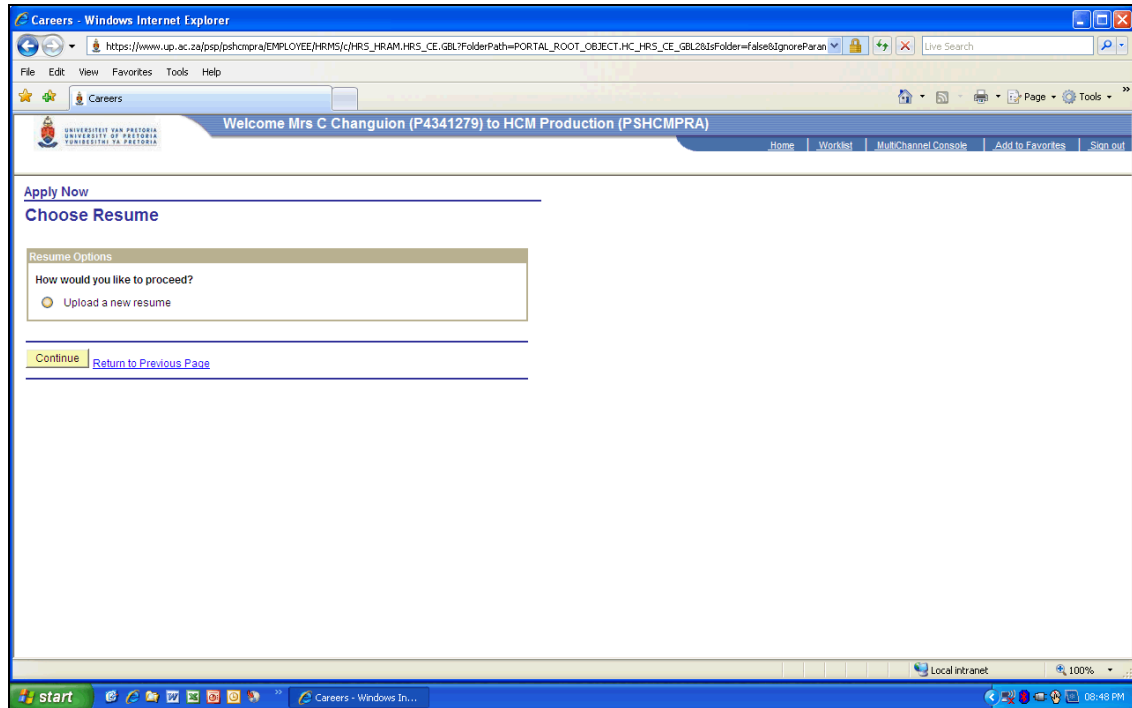 Careers - Windows Internet Explorer
https://www.up.ac.za/psp/pshcmpra/EMPLOYEE/HRMS/c/HRS_HRAM.HRS_CE.GBL?FolderPath=PORTAL_ROOT_OBJECT.HC_HRS_CE_GBL2&IsFolder=false&IgnoreParan
Live Search
File Edit View Favorites Tools Help
Careers
Page Tools
UNIVERSITEIT VAN PRETORIA
UNIVERSITY OF PRETORIA
YUNIBESITHI YA PRETORIA
Welcome Mrs C Changuion (P4341279) to HCM Production (PSHCMPRA)
Home Worklist MultiChannel Console Add to Favorites Sign out
Apply Now
Choose Resume
Resume Options
How would you like to proceed?
Upload a new resume
Continue Return to Previous Page
Local intranet 100%
start Careers - Windows In... 08:48 PM